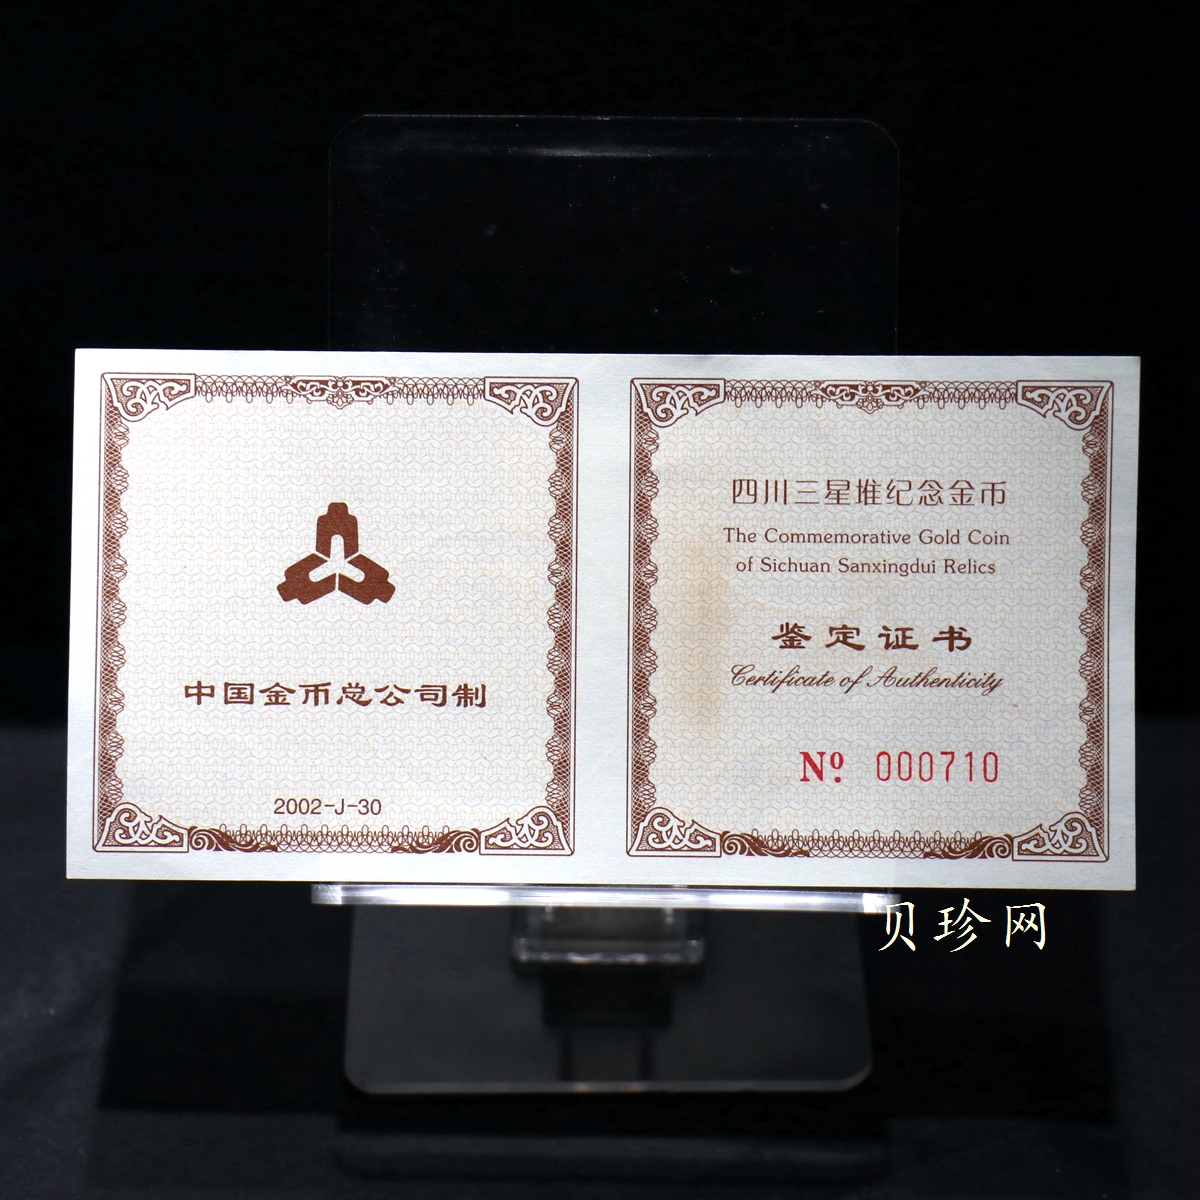 中国金币总公司制
2002-J-30
四川三星堆纪念金币
The Commemorative Gold Coin
of Sichuan Sanxingdui Relics
鉴定证书
Certificate of Authenticity
Nº 000710
贝珍网